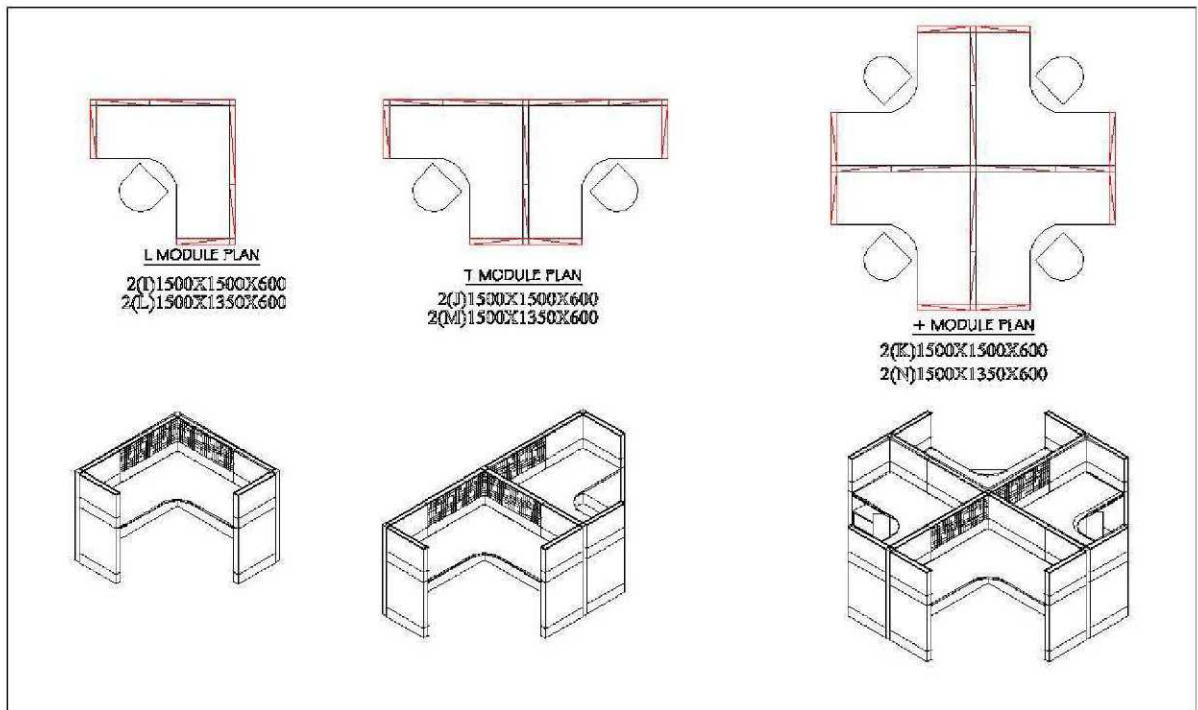 L MODULE PLAN
2(I)1500X1500X600
2(L)1500X1350X600
T MODULE PLAN
2(J)1500X1500X600
2(M)1500X1350X600
+ MODULE PLAN
2(K)1500X1500X600
2(N)1500X1350X600